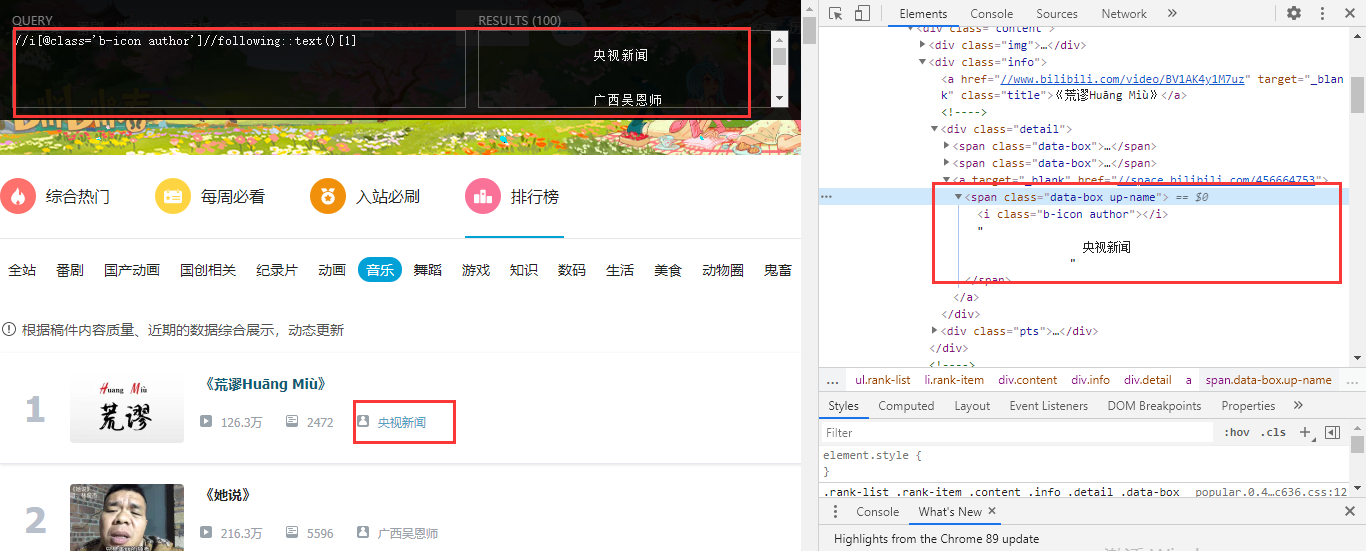 QUERY
RESULTS (100)
//i[@class='b-icon author']//following::text()[1]
央视新闻
广西吴恩师
综合热门
每周必看
入站必刷
排行榜
全站 番剧 国产动画 国创相关 纪录片 动画 音乐 舞蹈 游戏 知识 数码 生活 美食 动物圈 鬼畜
根据稿件内容质量、近期的数据综合展示，动态更新
1
Huang Miù
荒谬
《荒谬Huāng Miù》
126.3万 2472 央视新闻
2
《她说》
216.3万 5596 广西吴恩师
Elements Console Sources Network »
<div class="content">
<div class="img">…</div>
<div class="info">
<a href="//www.bilibili.com/video/BV1AK4y1M7uz" target="_blan
k" class="title">《荒谬Huāng Miù》</a>
<!---->
<div class="detail">
<span class="data-box">…</span>
<span class="data-box">…</span>
<a target="_blank" href="//space.bilibili.com/456664753">
… <span class="data-box up-name"> == $0
<i class="b-icon author"></i>
"
央视新闻
"
</span>
</a>
</div>
<div class="pts">…</div>
</div>
<!---->
… ul.rank-list li.rank-item div.content div.info div.detail a span.data-box.up-name …
Styles Computed Layout Event Listeners DOM Breakpoints Properties »
Filter :hov .cls +
element.style {
}
.rank-list .rank-item .content .info .detail .data-box popular.0.4…c636.css:12
Console What's New ×
Highlights from the Chrome 89 update